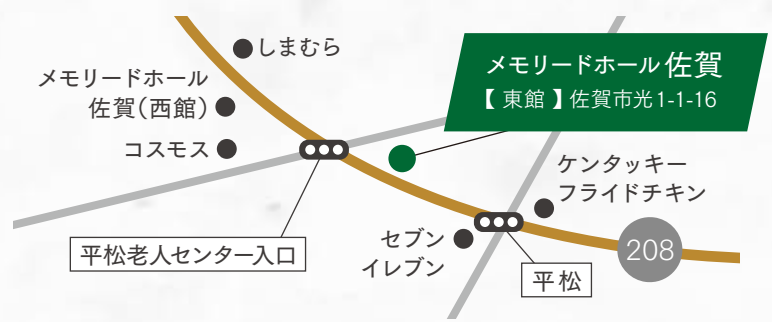 しまむら
メモリードホール
佐賀(西館)
コスモス
メモリードホール佐賀
【 東館 】佐賀市光1-1-16
ケンタッキー
フライドチキン
セブン
イレブン
平松老人センター入口
平松
208